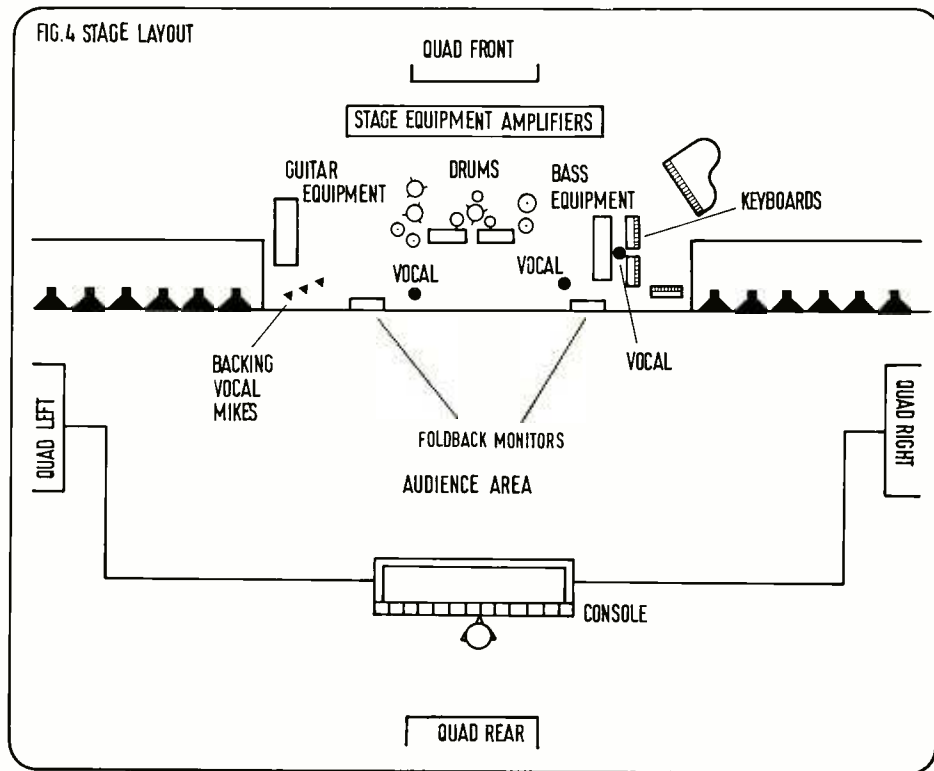 FIG.4 STAGE LAYOUT
QUAD FRONT
STAGE EQUIPMENT AMPLIFIERS
GUITAR
EQUIPMENT
DRUMS
BASS
EQUIPMENT
KEYBOARDS
VOCAL
VOCAL
VOCAL
BACKING
VOCAL
MIKES
FOLDBACK MONITORS
QUAD LEFT
QUAD RIGHT
AUDIENCE AREA
CONSOLE
QUAD REAR